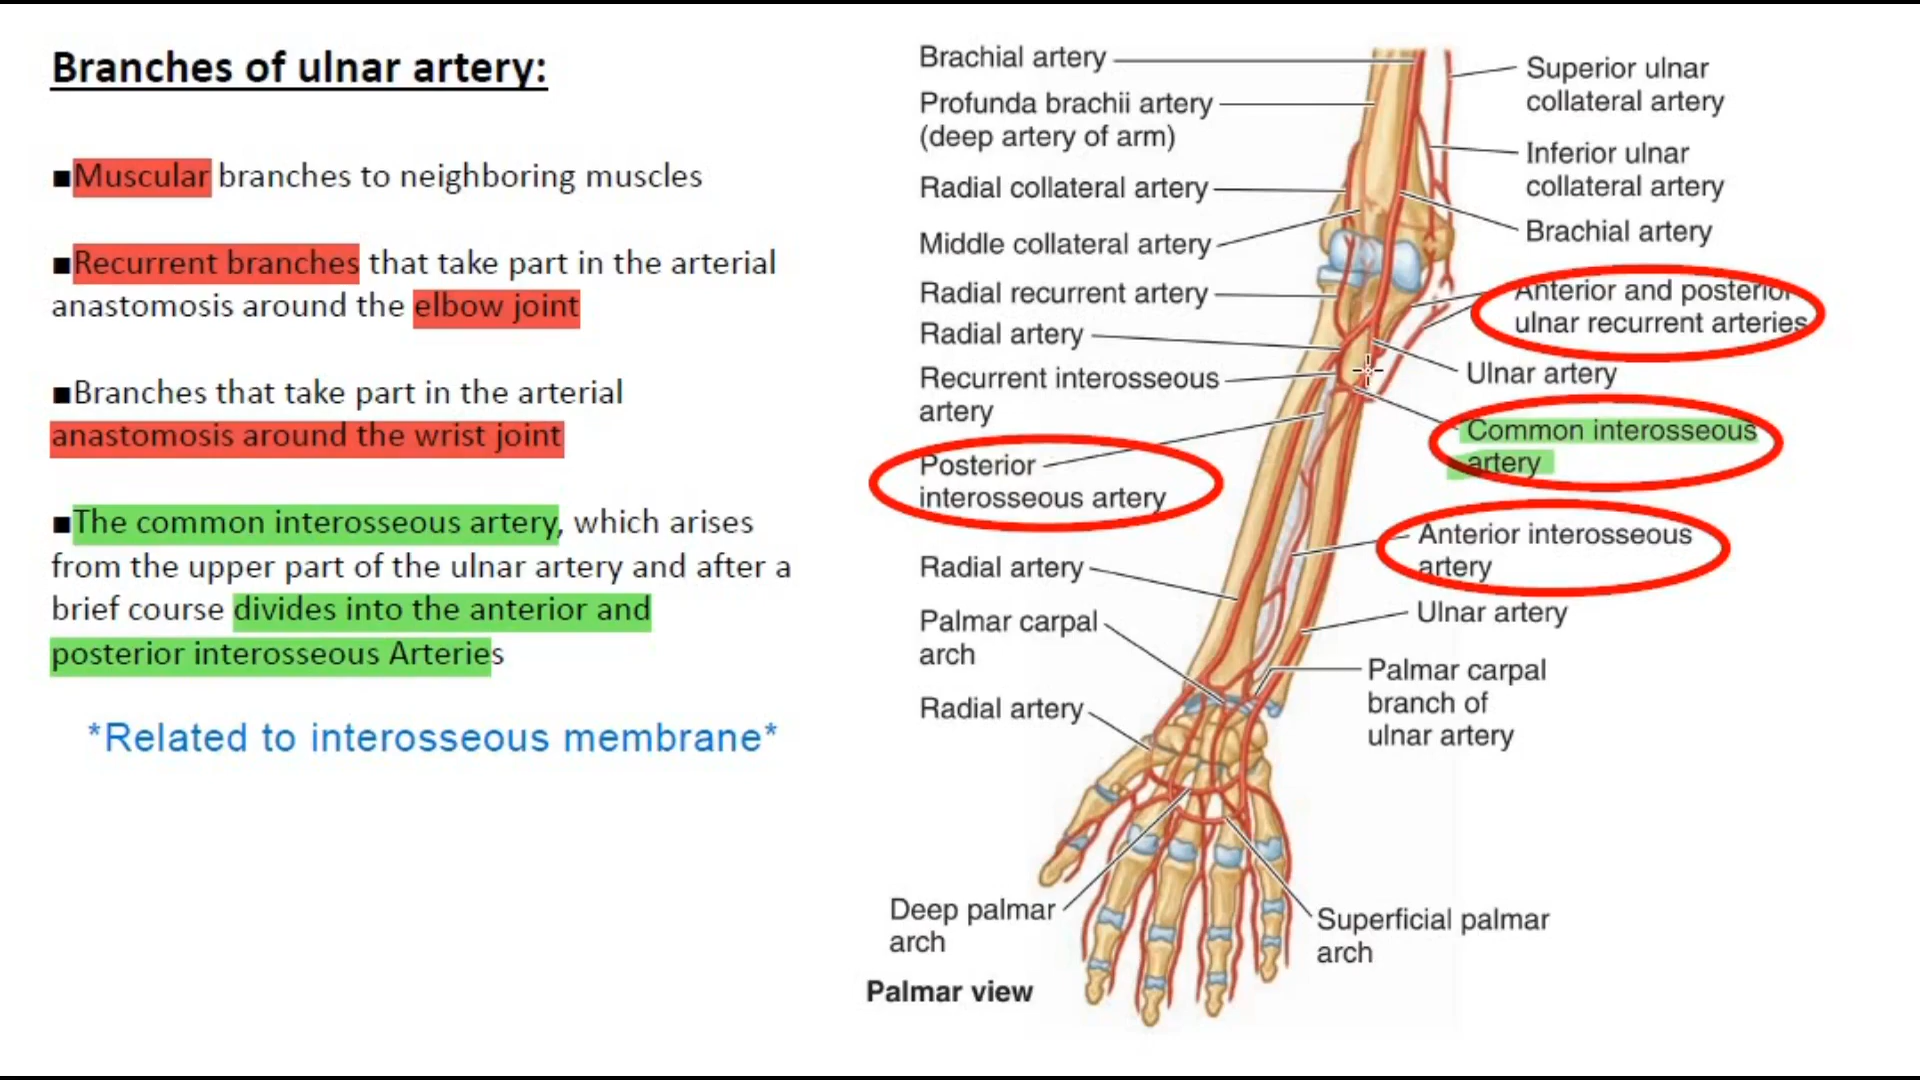 Branches of ulnar artery:
■Muscular branches to neighboring muscles
■Recurrent branches that take part in the arterial
anastomosis around the elbow joint
■Branches that take part in the arterial
anastomosis around the wrist joint
■The common interosseous artery, which arises
from the upper part of the ulnar artery and after a
brief course divides into the anterior and
posterior interosseous Arteries
*Related to interosseous membrane*
Brachial artery
Profunda brachii artery
(deep artery of arm)
Radial collateral artery
Middle collateral artery
Radial recurrent artery
Radial artery
Recurrent interosseous
artery
Posterior
interosseous artery
Radial artery
Palmar carpal
arch
Radial artery
Deep palmar
arch
Palmar view
Superior ulnar
collateral artery
Inferior ulnar
collateral artery
Brachial artery
Anterior and posterior
ulnar recurrent arteries
Ulnar artery
Common interosseous
artery
Anterior interosseous
artery
Ulnar artery
Palmar carpal
branch of
ulnar artery
Superficial palmar
arch